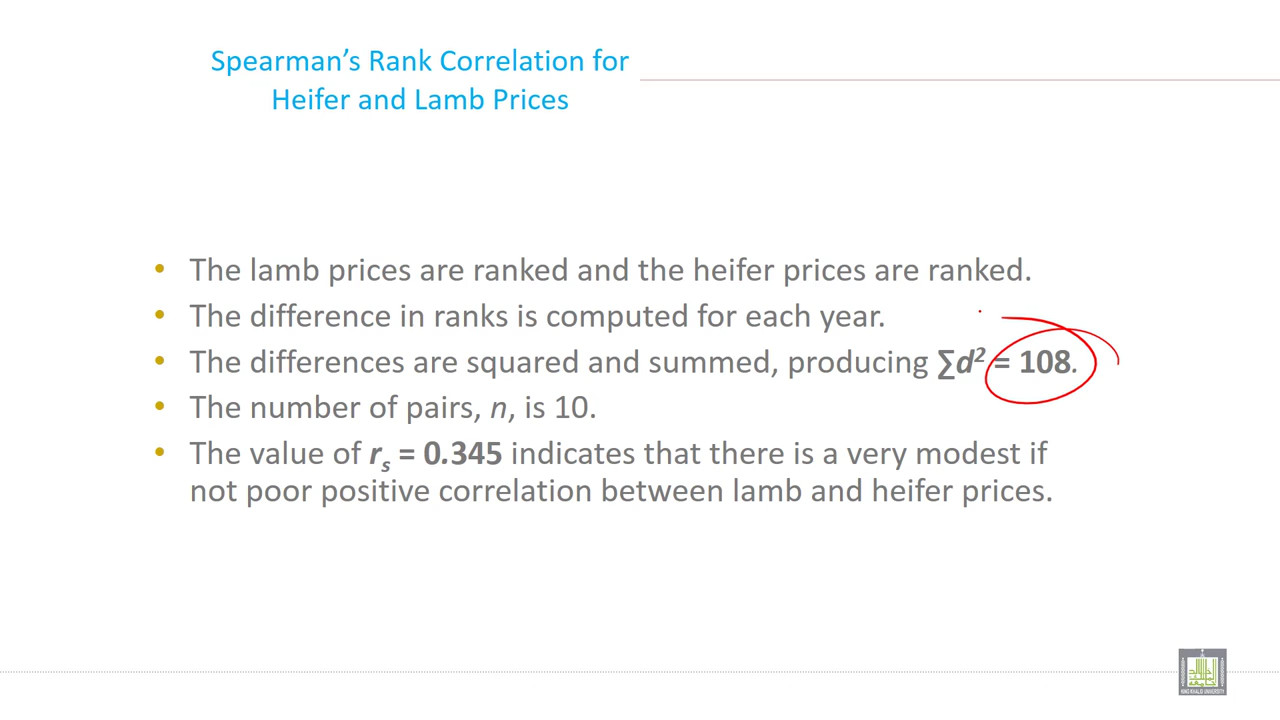 Spearman’s Rank Correlation for
Heifer and Lamb Prices
• The lamb prices are ranked and the heifer prices are ranked.
• The difference in ranks is computed for each year.
• The differences are squared and summed, producing ∑d² = 108.
• The number of pairs, n, is 10.
• The value of rₛ = 0.345 indicates that there is a very modest if
not poor positive correlation between lamb and heifer prices.
KING KHALID UNIVERSITY